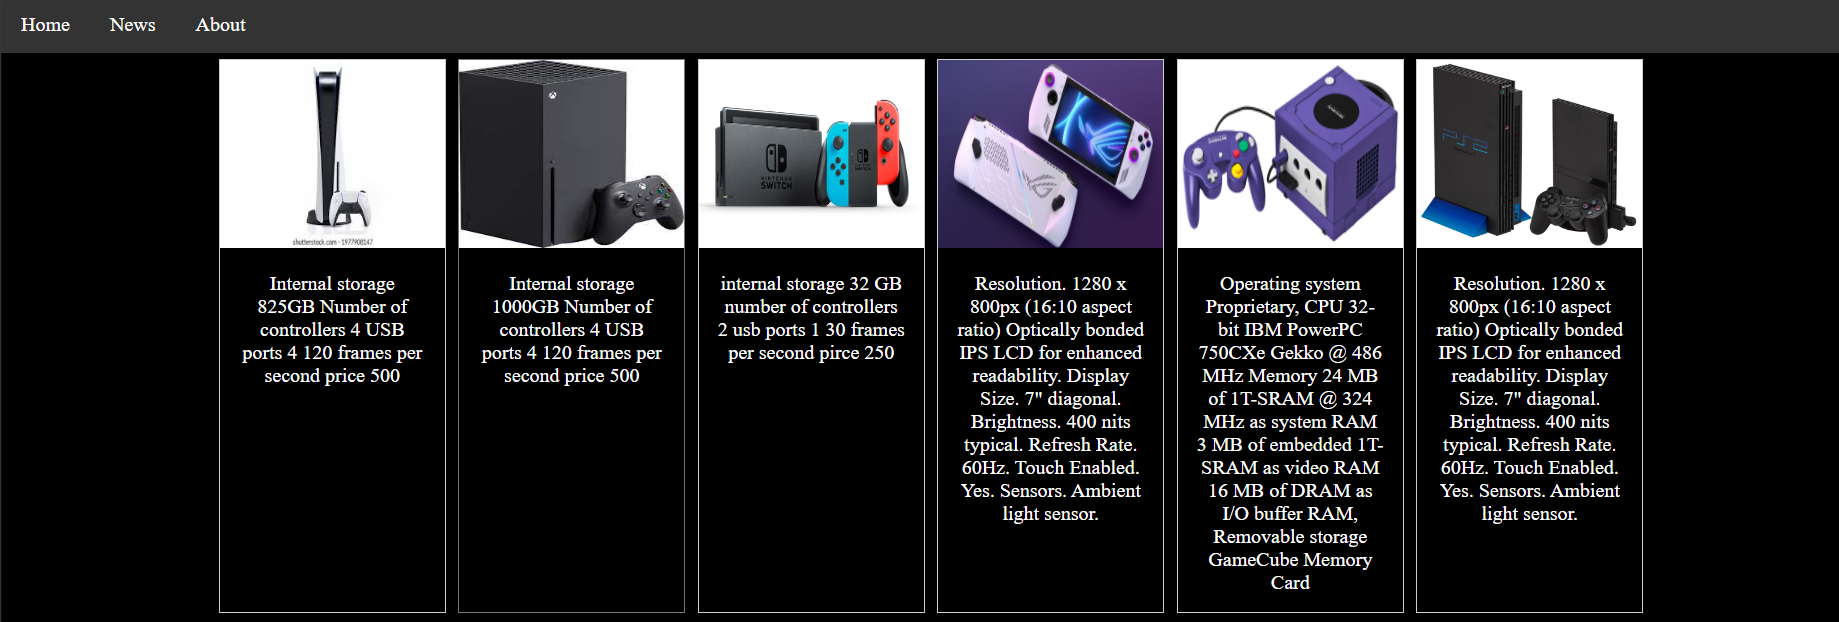 Home News About
shutterstock.com · 1977908147
NINTENDO
SWITCH
PS2
Internal storage
825GB Number of
controllers 4 USB
ports 4 120 frames per
second price 500
Internal storage
1000GB Number of
controllers 4 USB
ports 4 120 frames per
second price 500
internal storage 32 GB
number of controllers
2 usb ports 1 30 frames
per second pirce 250
Resolution. 1280 x
800px (16:10 aspect
ratio) Optically bonded
IPS LCD for enhanced
readability. Display
Size. 7" diagonal.
Brightness. 400 nits
typical. Refresh Rate.
60Hz. Touch Enabled.
Yes. Sensors. Ambient
light sensor.
Operating system
Proprietary, CPU 32-
bit IBM PowerPC
750CXe Gekko @ 486
MHz Memory 24 MB
of 1T-SRAM @ 324
MHz as system RAM
3 MB of embedded 1T-
SRAM as video RAM
16 MB of DRAM as
I/O buffer RAM,
Removable storage
GameCube Memory
Card
Resolution. 1280 x
800px (16:10 aspect
ratio) Optically bonded
IPS LCD for enhanced
readability. Display
Size. 7" diagonal.
Brightness. 400 nits
typical. Refresh Rate.
60Hz. Touch Enabled.
Yes. Sensors. Ambient
light sensor.